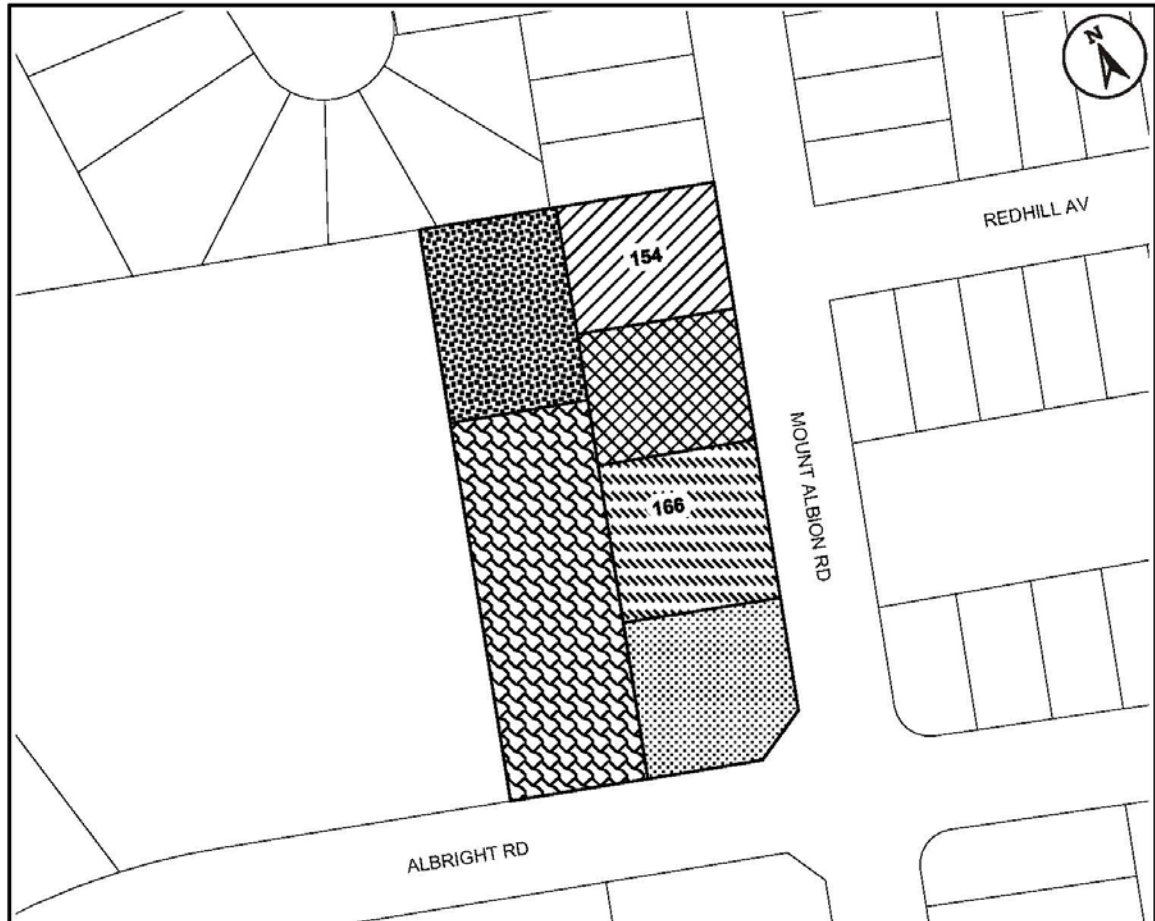 N
REDHILL AV
154
MOUNT ALBION RD
166
ALBRIGHT RD